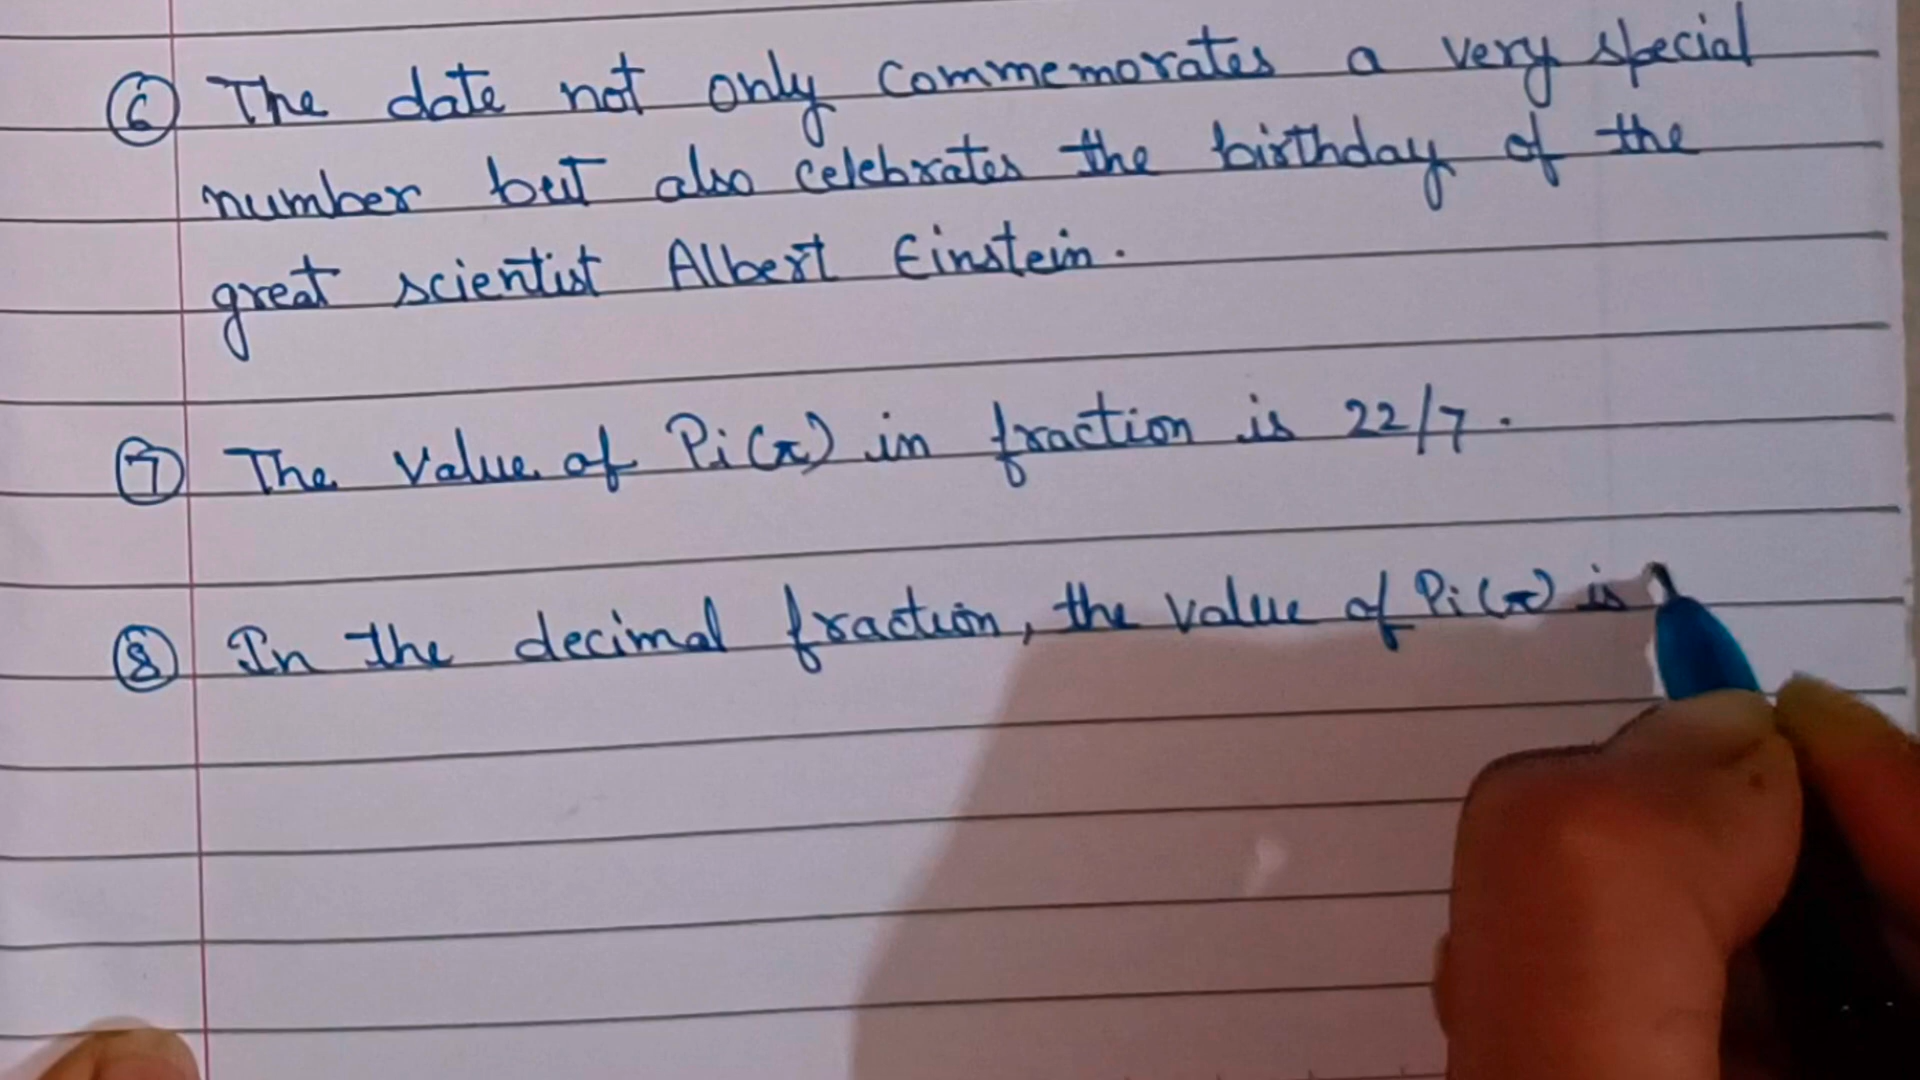 6 The date not only commemorates a very special
number but also celebrates the birthday of the
great scientist Albert Einstein.
7 The value of Pi(π) in fraction is 22/7.
8 In the decimal fraction, the value of Pi(π) is